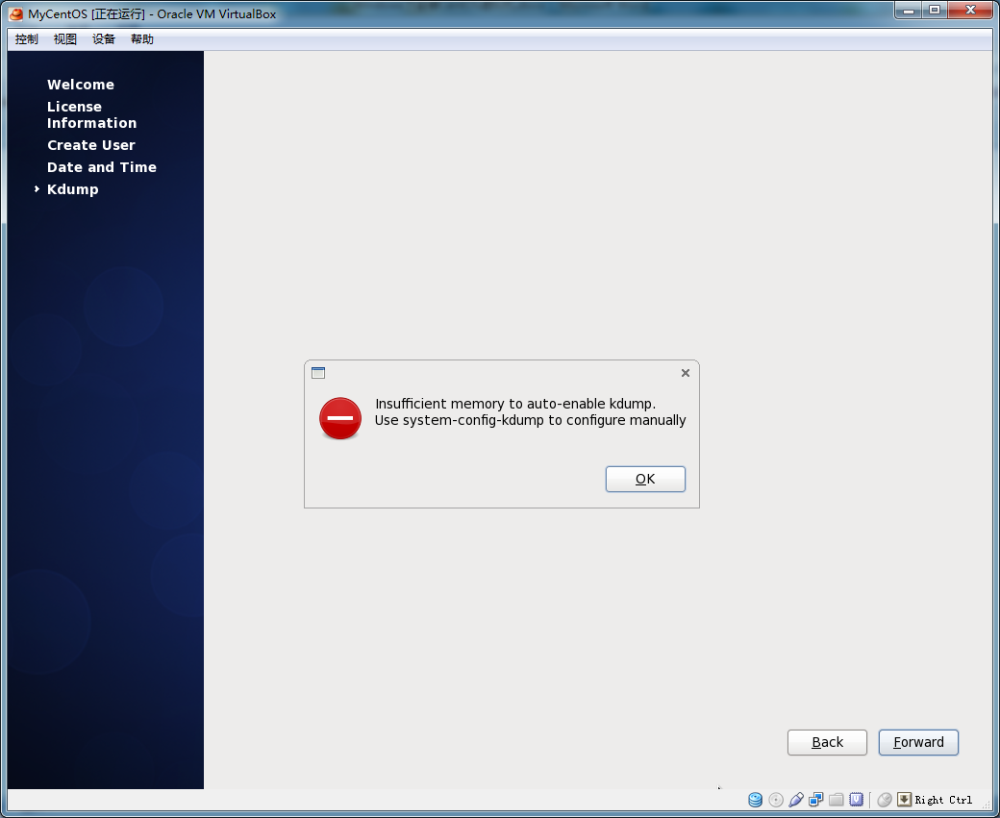 MyCentOS [正在运行] - Oracle VM VirtualBox
控制 视图 设备 帮助
Welcome
License
Information
Create User
Date and Time
Kdump
Insufficient memory to auto-enable kdump.
Use system-config-kdump to configure manually
OK
Back Forward
Right Ctrl